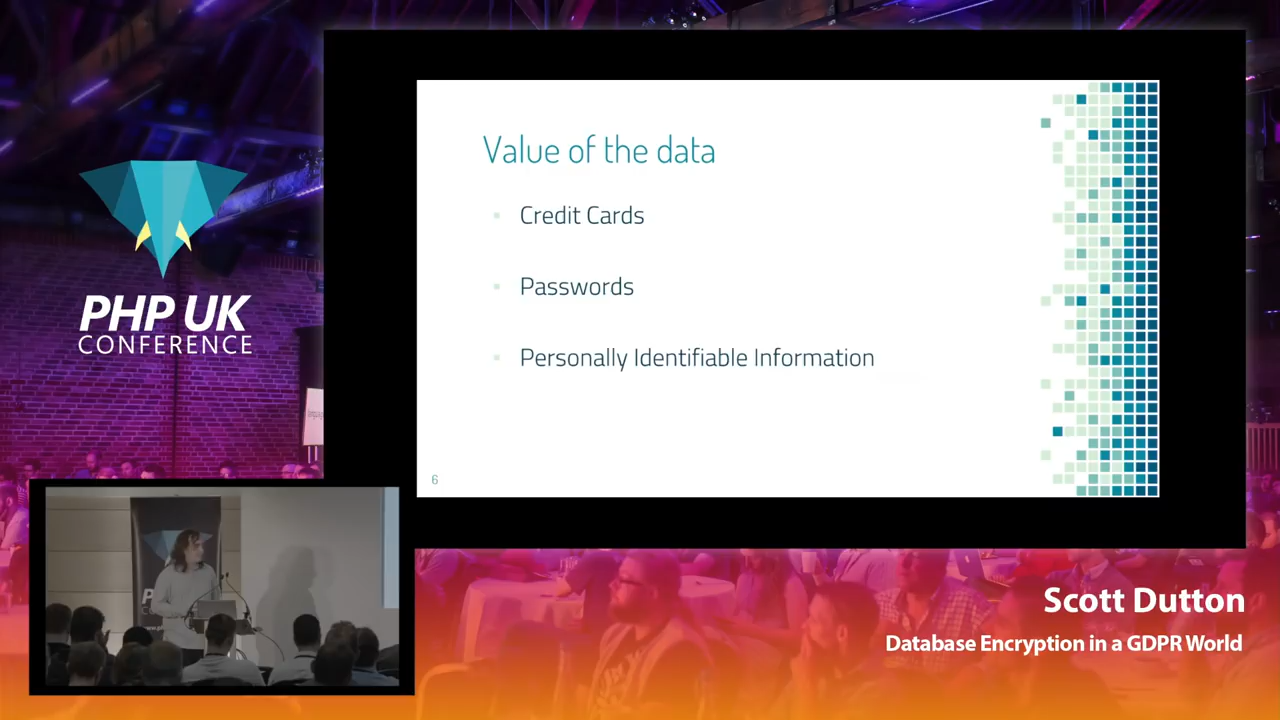 PHP UK
CONFERENCE
Value of the data
Credit Cards
Passwords
Personally Identifiable Information
6
Scott Dutton
Database Encryption in a GDPR World